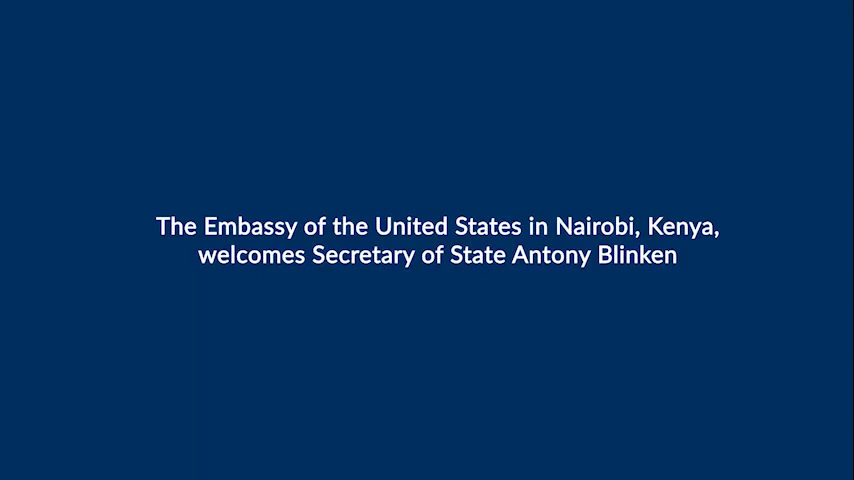 The Embassy of the United States in Nairobi, Kenya,
welcomes Secretary of State Antony Blinken